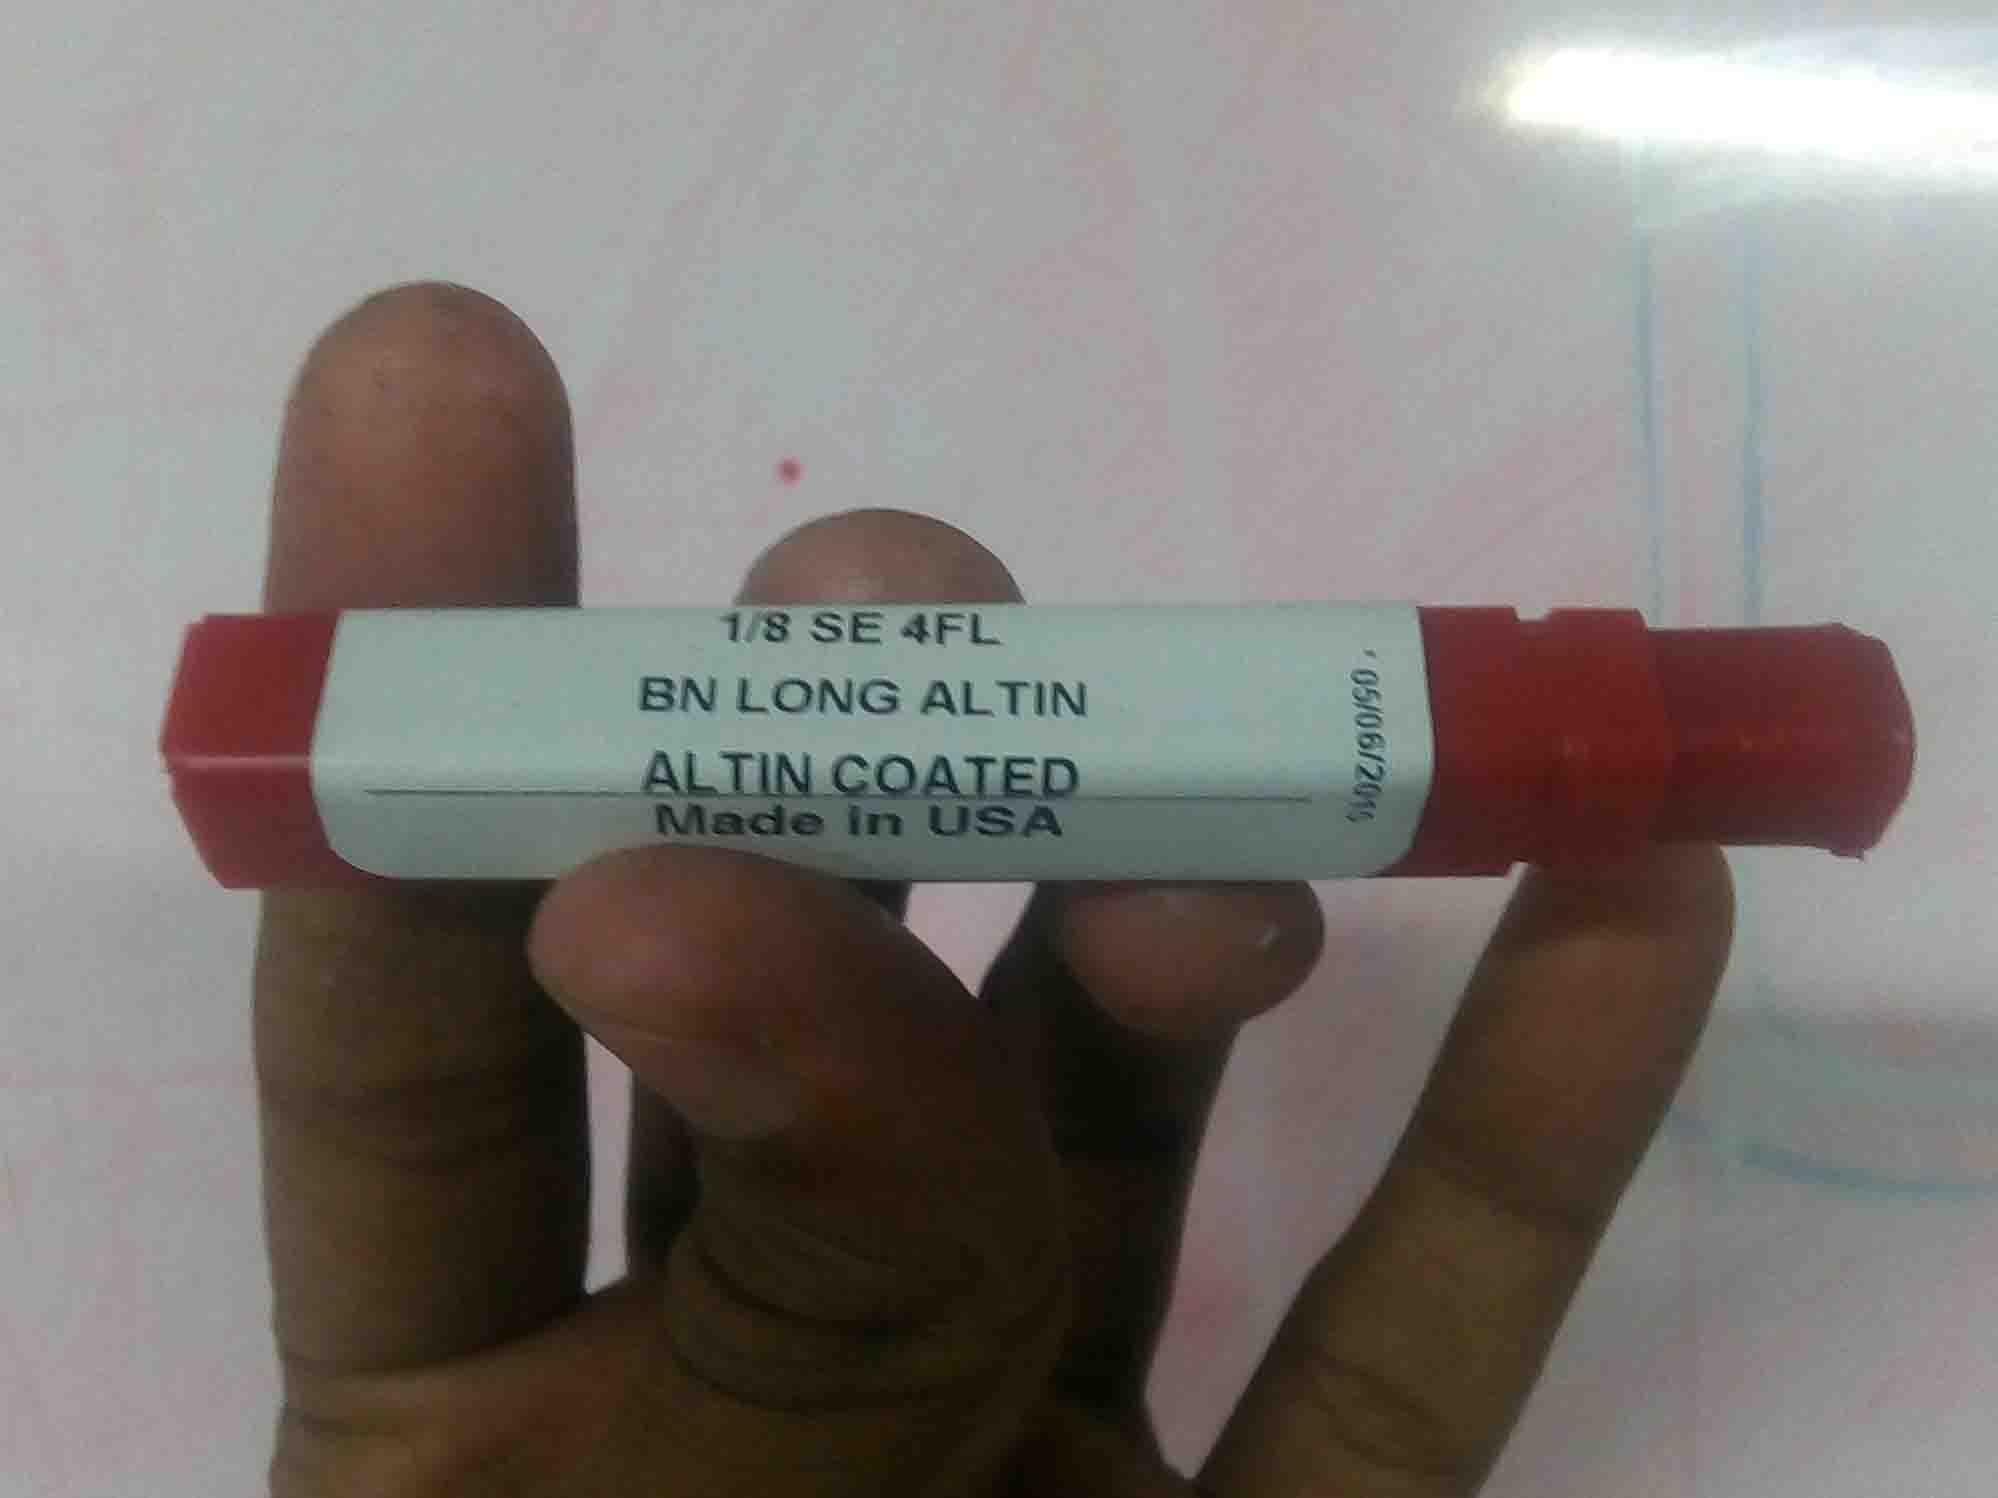 1/8 SE 4FL
BN LONG ALTIN
ALTIN COATED
Made in USA